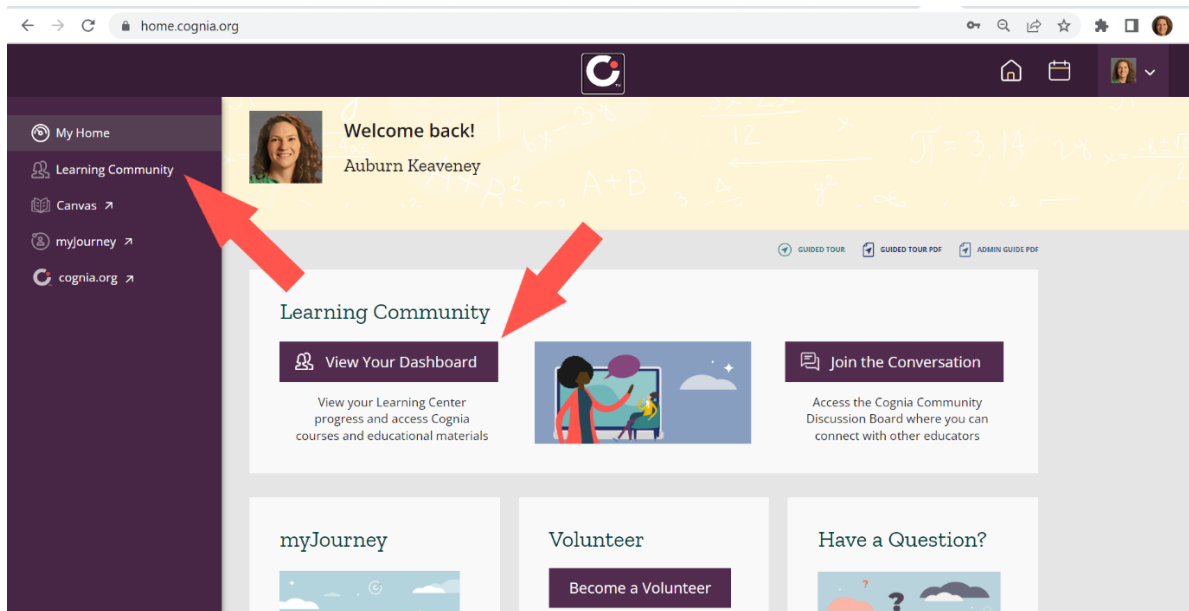 home.cognia.org
My Home
Learning Community
Canvas
myJourney
cognia.org
Welcome back!
Auburn Keaveney
GUIDED TOUR
GUIDED TOUR PDF
ADMIN GUIDE PDF
Learning Community
View Your Dashboard
View your Learning Center
progress and access Cognia
courses and educational materials
Join the Conversation
Access the Cognia Community
Discussion Board where you can
connect with other educators
myJourney
Volunteer
Become a Volunteer
Have a Question?